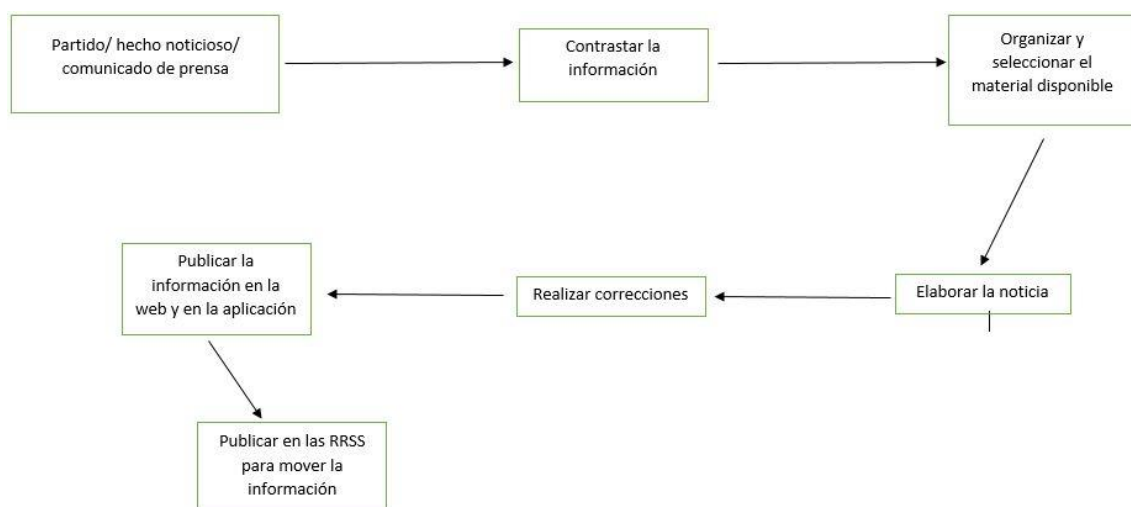 Partido/ hecho noticioso/
comunicado de prensa
Contrastar la
información
Organizar y
seleccionar el
material disponible
Elaborar la noticia
Realizar correcciones
Publicar la
información en la
web y en la aplicación
Publicar en las RRSS
para mover la
información